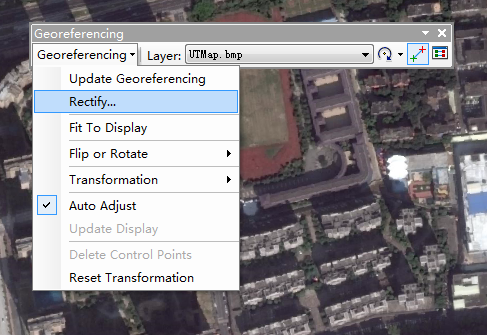 Georeferencing
Georeferencing Layer: UTMap.bmp
Update Georeferencing
Rectify...
Fit To Display
Flip or Rotate
Transformation
Auto Adjust
Update Display
Delete Control Points
Reset Transformation